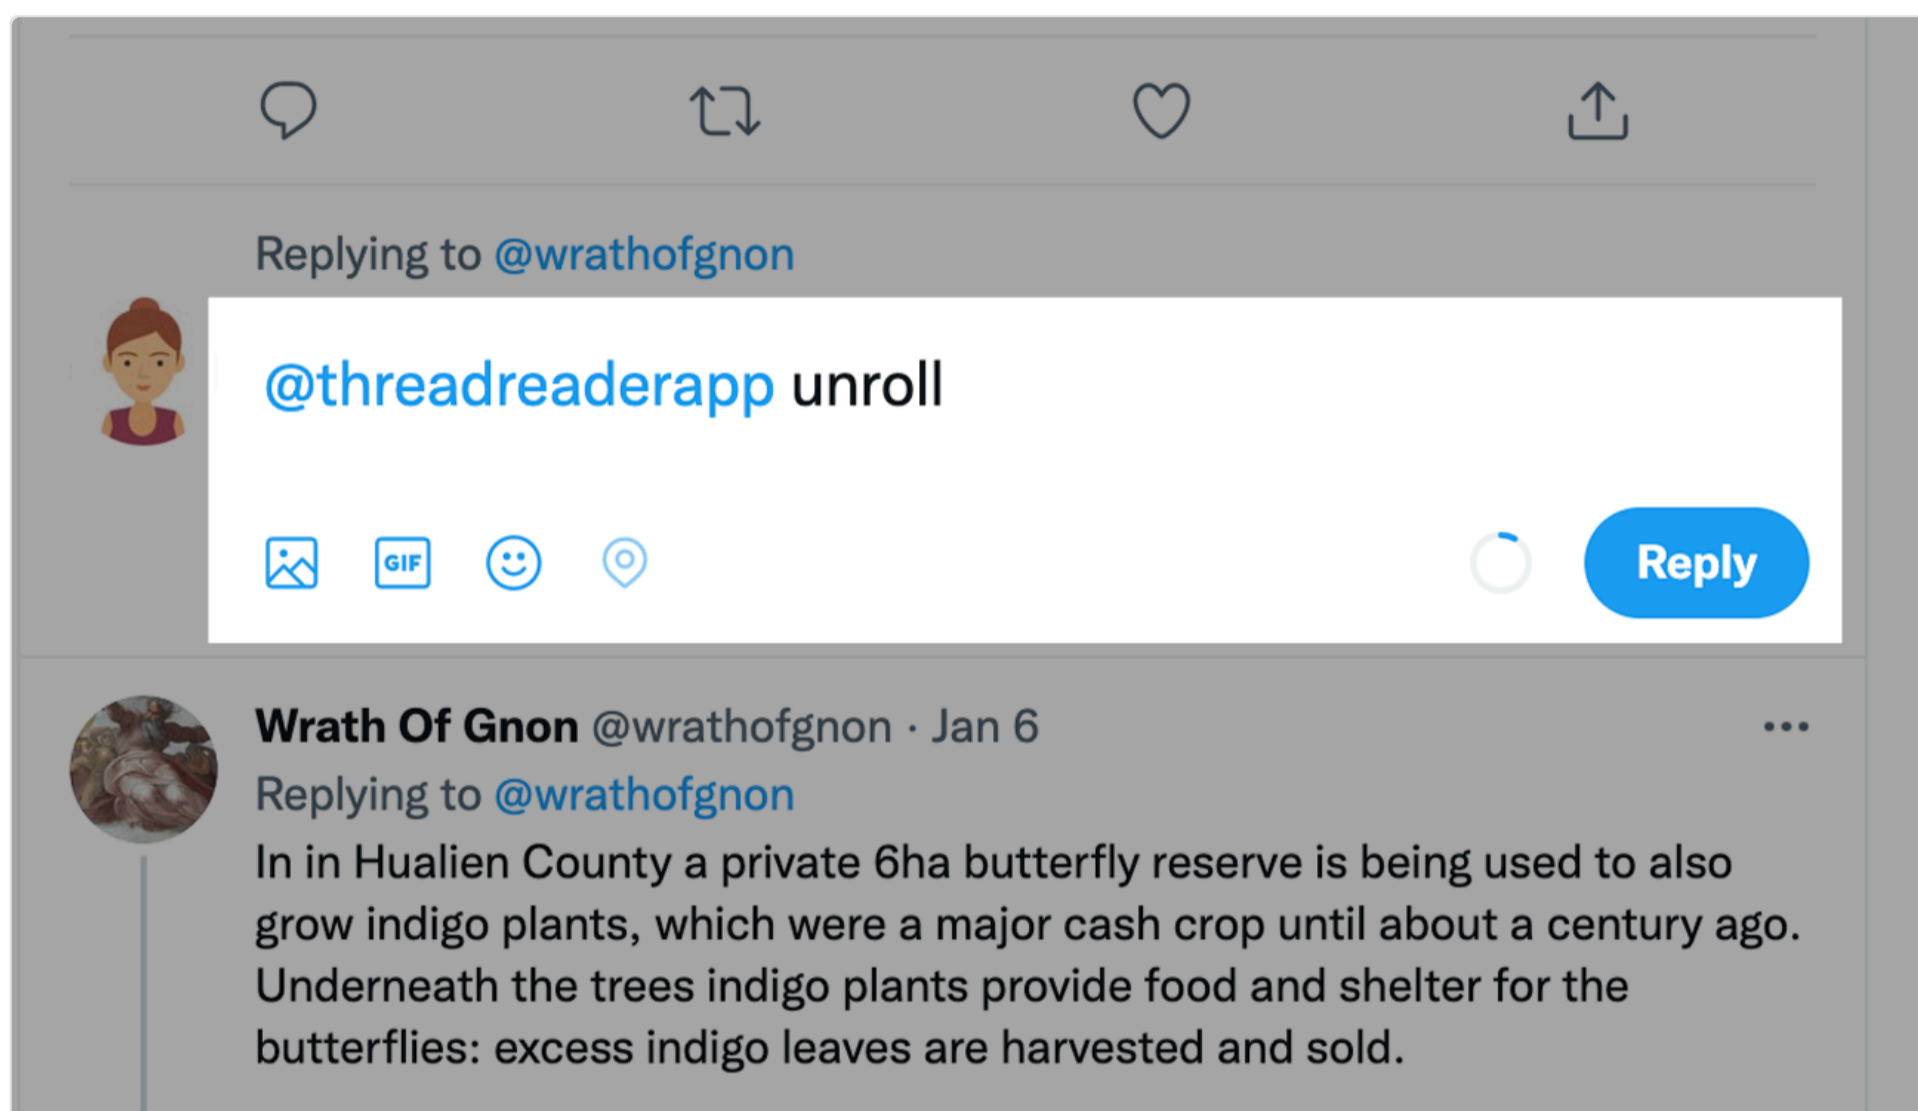 Replying to @wrathofgnon
@threadreaderapp unroll
GIF
Reply
Wrath Of Gnon @wrathofgnon · Jan 6
Replying to @wrathofgnon
In in Hualien County a private 6ha butterfly reserve is being used to also
grow indigo plants, which were a major cash crop until about a century ago.
Underneath the trees indigo plants provide food and shelter for the
butterflies: excess indigo leaves are harvested and sold.